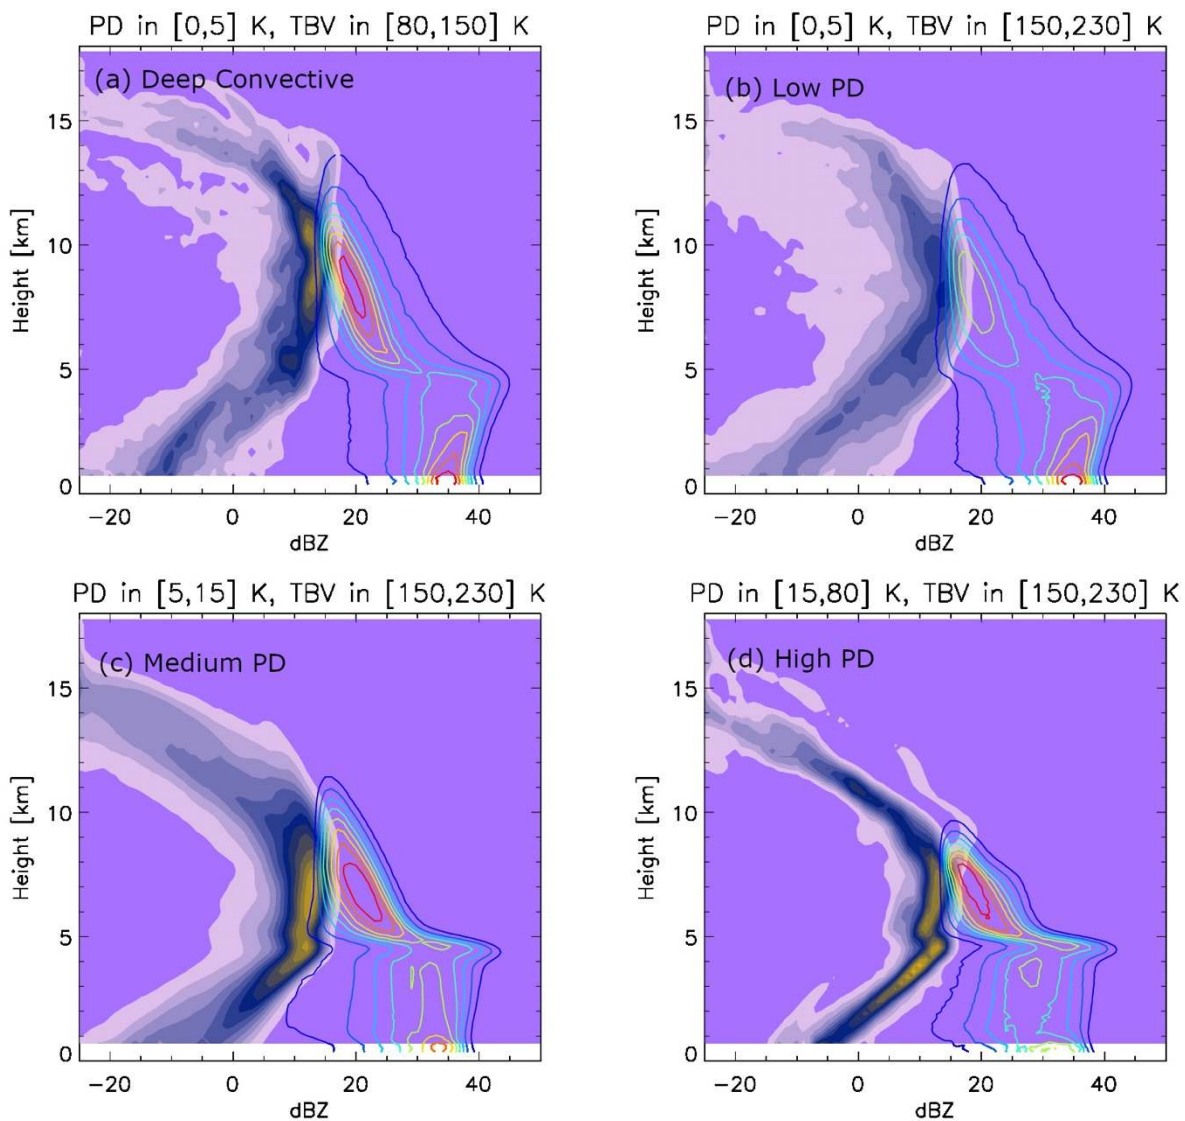 PD in [0,5] K, TBV in [80,150] K
(a) Deep Convective
15
10
5
0
Height [km]
−20 0 20 40
dBZ
PD in [0,5] K, TBV in [150,230] K
(b) Low PD
15
10
5
0
Height [km]
−20 0 20 40
dBZ
PD in [5,15] K, TBV in [150,230] K
(c) Medium PD
15
10
5
0
Height [km]
−20 0 20 40
dBZ
PD in [15,80] K, TBV in [150,230] K
(d) High PD
15
10
5
0
Height [km]
−20 0 20 40
dBZ